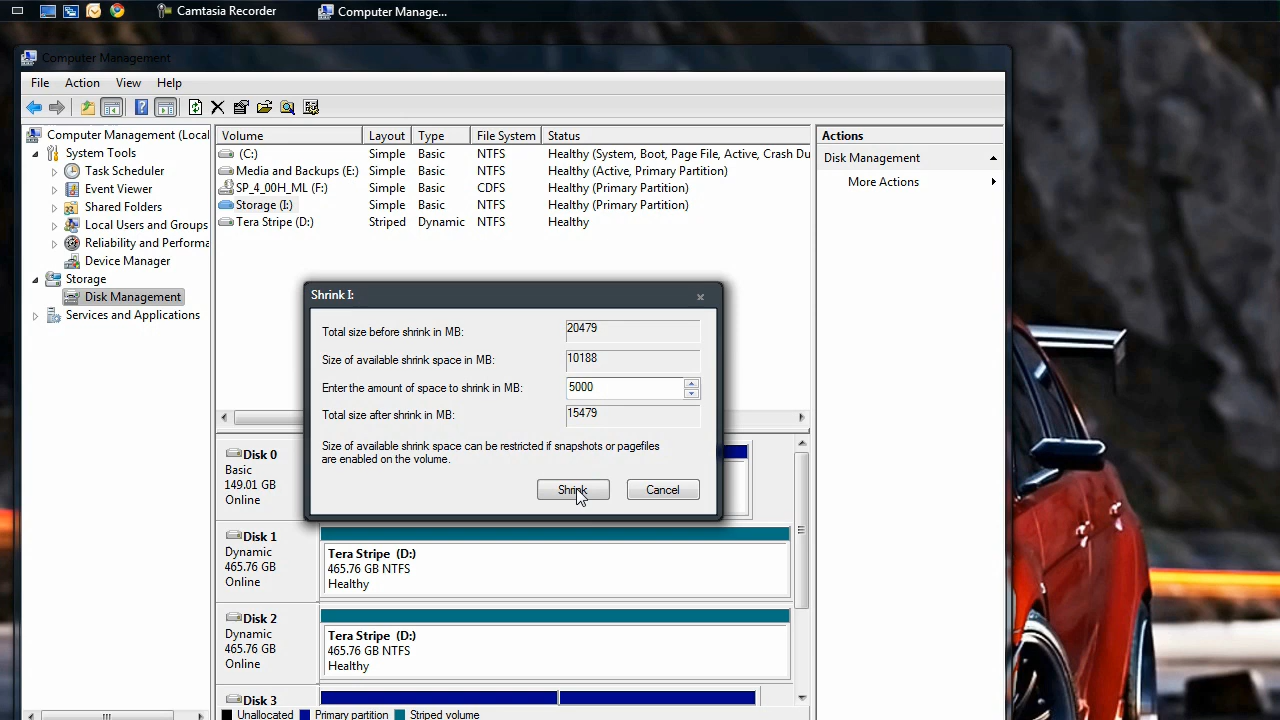 Camtasia Recorder
Computer Manage...
Computer Management
File Action View Help
Computer Management (Local
System Tools
Task Scheduler
Event Viewer
Shared Folders
Local Users and Groups
Reliability and Performa
Device Manager
Storage
Disk Management
Services and Applications
Volume Layout Type File System Status
(C:) Simple Basic NTFS Healthy (System, Boot, Page File, Active, Crash Du
Media and Backups (E:) Simple Basic NTFS Healthy (Active, Primary Partition)
SP_4_00H_ML (F:) Simple Basic CDFS Healthy (Primary Partition)
Storage (I:) Simple Basic NTFS Healthy (Primary Partition)
Tera Stripe (D:) Striped Dynamic NTFS Healthy
Actions
Disk Management
More Actions
Shrink I:
Total size before shrink in MB: 20479
Size of available shrink space in MB: 10188
Enter the amount of space to shrink in MB: 5000
Total size after shrink in MB: 15479
Size of available shrink space can be restricted if snapshots or pagefiles
are enabled on the volume.
Shrink Cancel
Disk 0
Basic
149.01 GB
Online
Disk 1
Dynamic
465.76 GB
Online
Tera Stripe (D:)
465.76 GB NTFS
Healthy
Disk 2
Dynamic
465.76 GB
Online
Tera Stripe (D:)
465.76 GB NTFS
Healthy
Disk 3
Unallocated Primary partition Striped volume